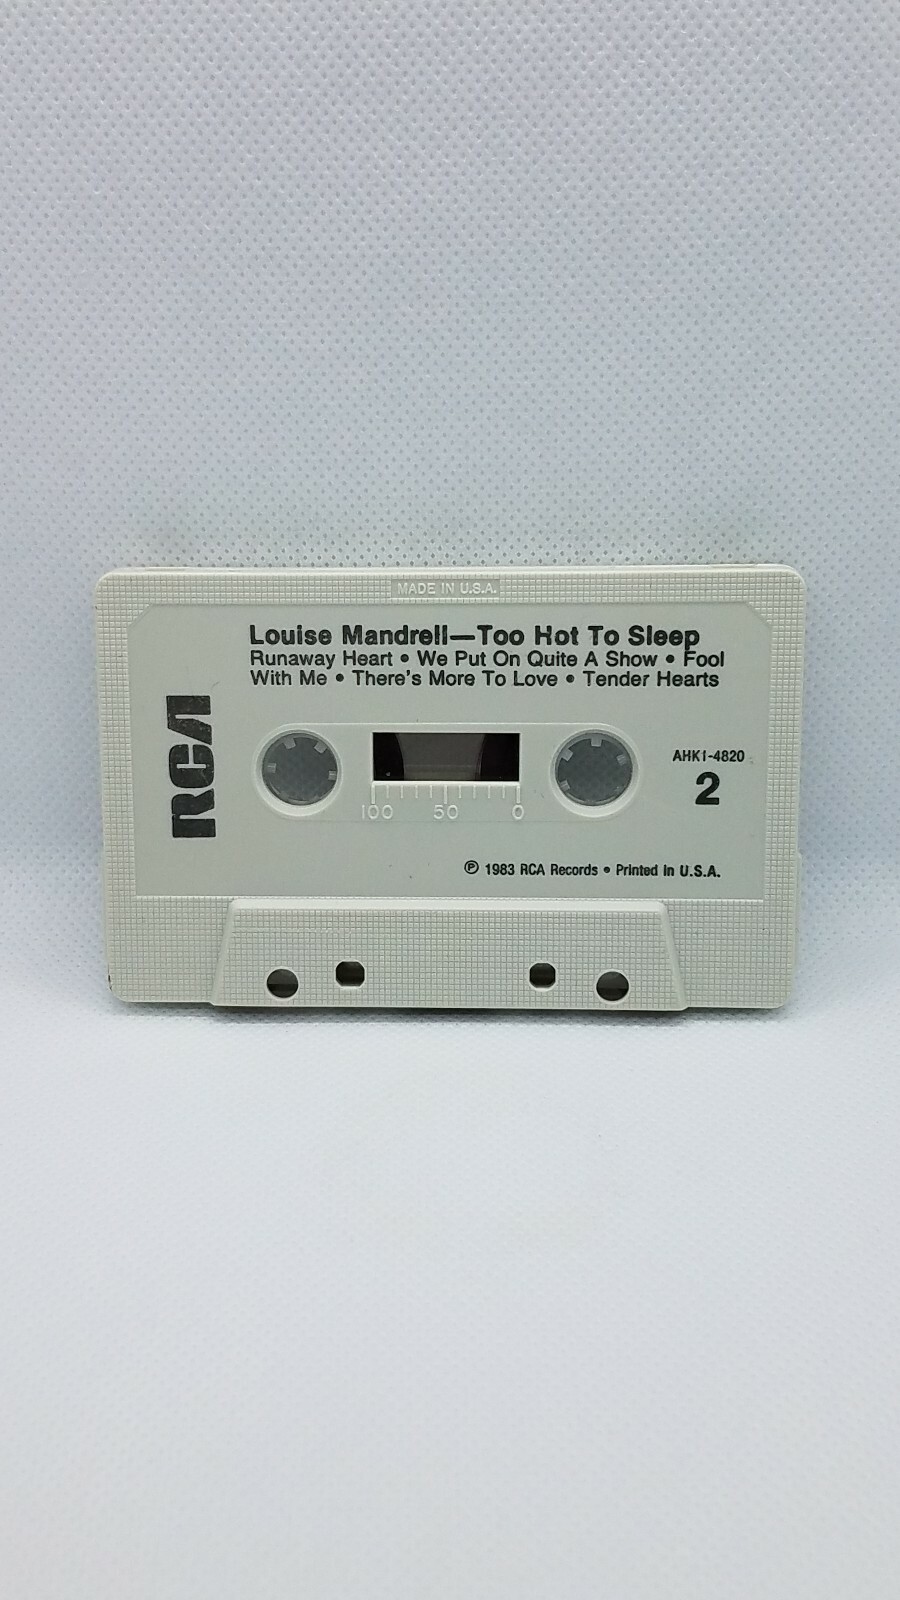 MADE IN U.S.A.
Louise Mandrell—Too Hot To Sleep
Runaway Heart • We Put On Quite A Show • Fool
With Me • There's More To Love • Tender Hearts
RCA
AHK1-4820
2
100 50 0
℗ 1983 RCA Records • Printed in U.S.A.